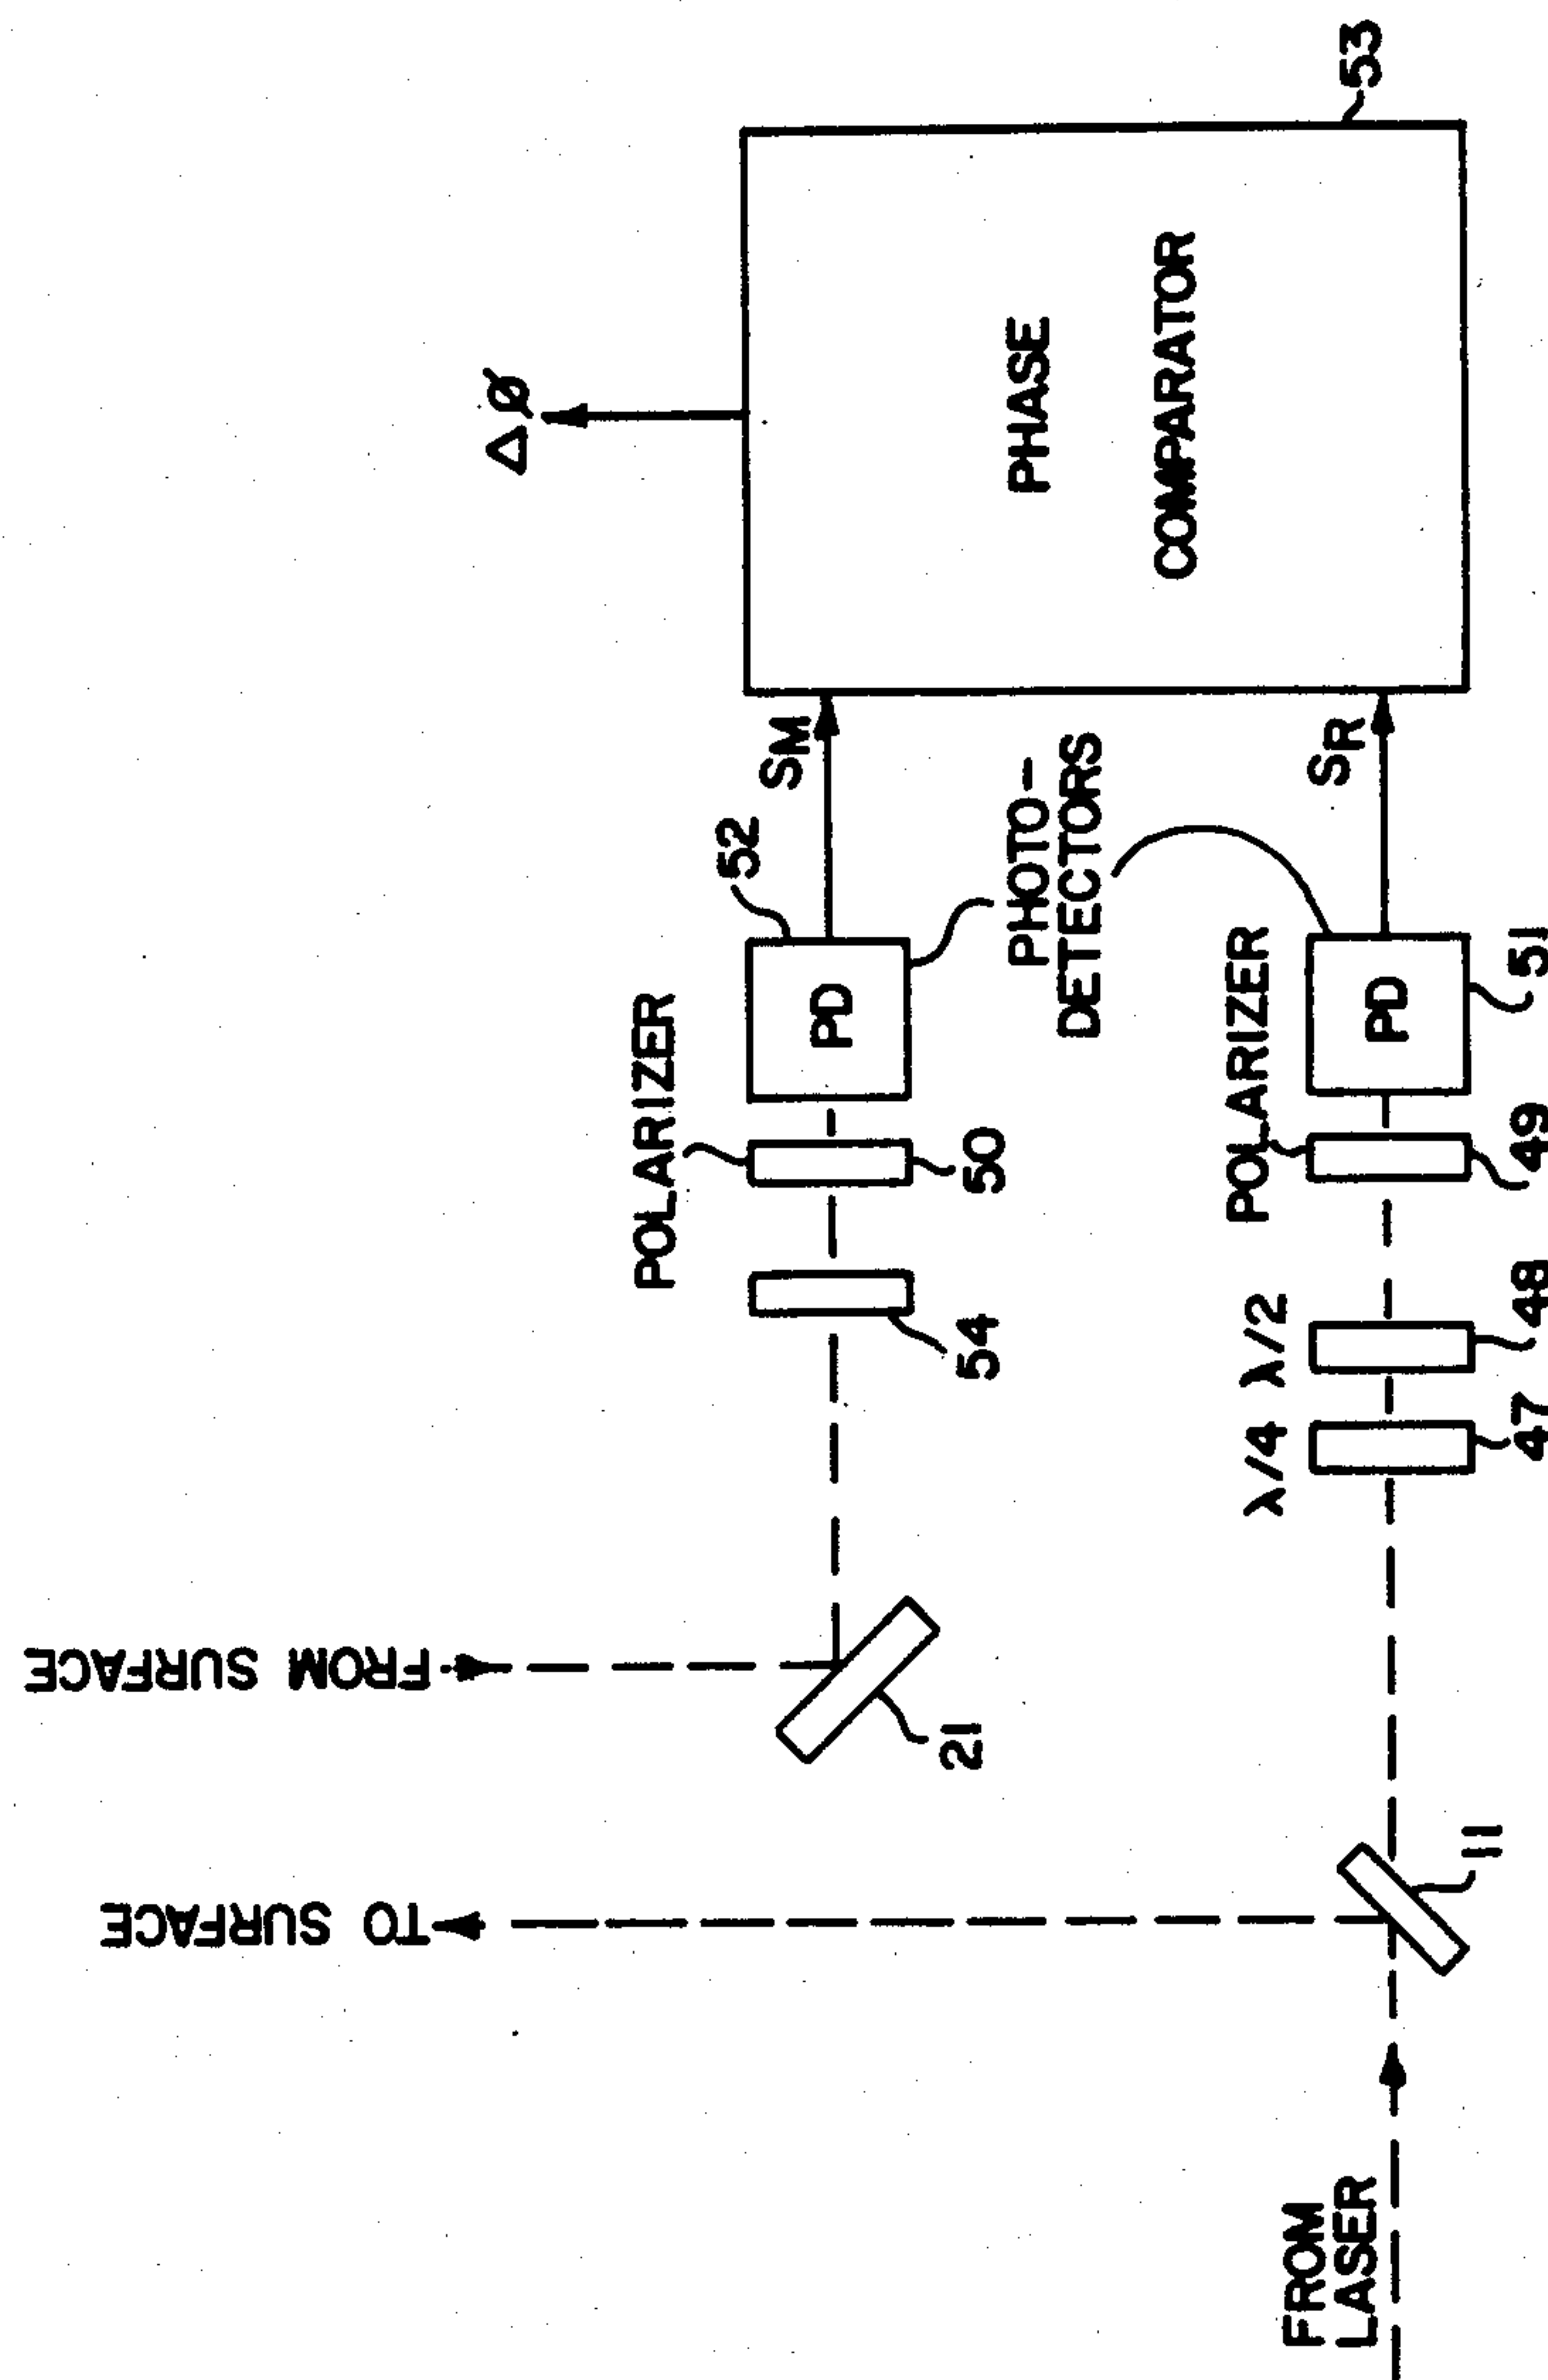 Δ Ø
53
PHASE
COMPARATOR
SM
SR
52
PHOTO-
DETECTORS
POLARIZER
PD
50
54
POLARIZER
PD
51
49
λ/4 λ/2
48
47
FROM SURFACE
21
TO SURFACE
11
FROM
LASER